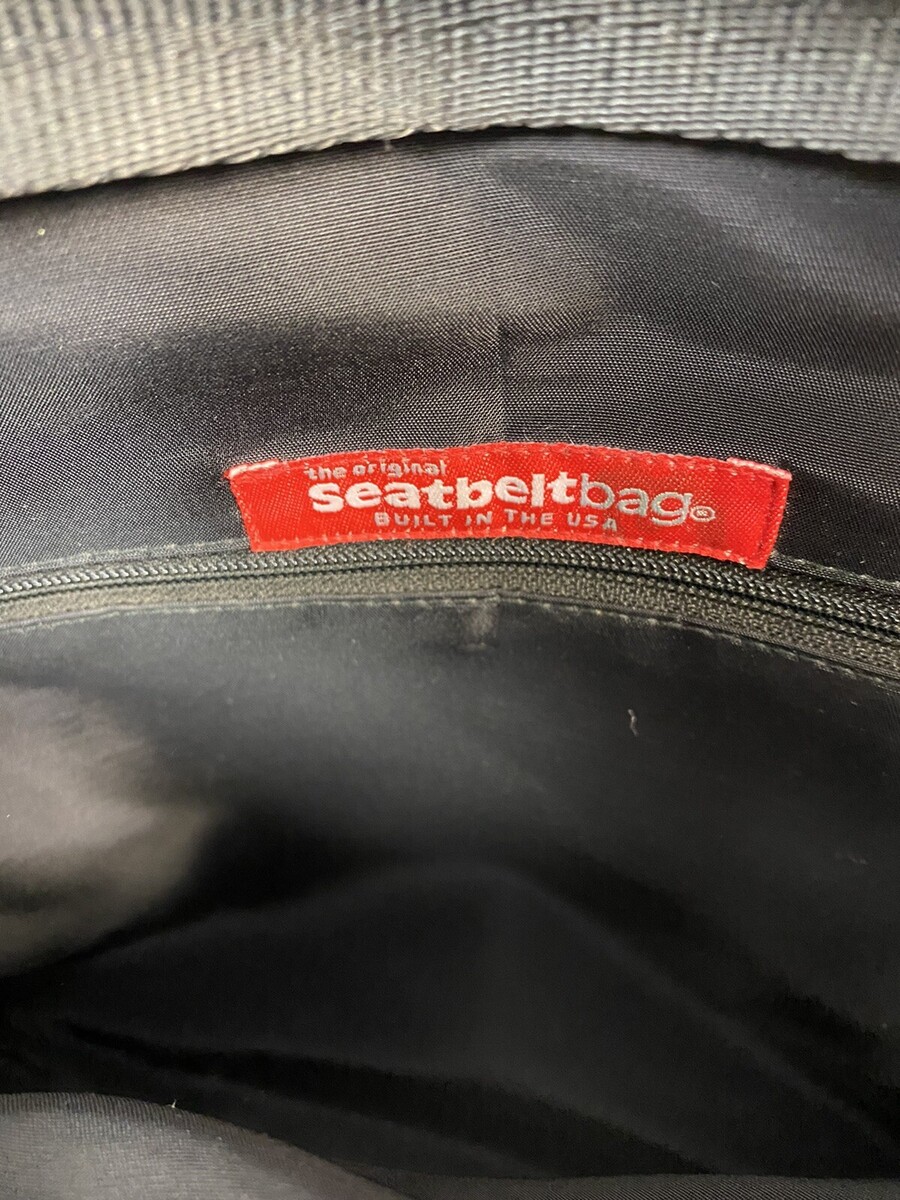 the original
seatbeltbag®
BUILT IN THE USA